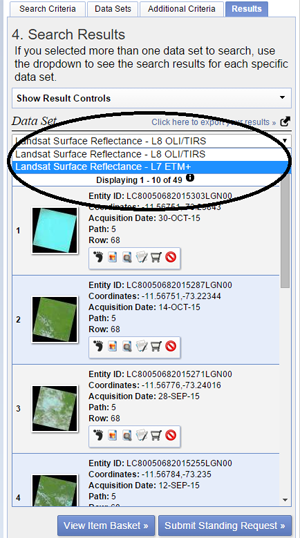 Search Criteria Data Sets Additional Criteria Results
4. Search Results
If you selected more than one data set to search, use
the dropdown to see the search results for each specific
data set.
Show Result Controls
Data Set
Click here to export your results »
Landsat Surface Reflectance - L8 OLI/TIRS
Landsat Surface Reflectance - L8 OLI/TIRS
Landsat Surface Reflectance - L7 ETM+
Displaying 1 - 10 of 49
1
Entity ID: LC80050682015303LGN00
Coordinates: -11.56751,-73.23843
Acquisition Date: 30-OCT-15
Path: 5
Row: 68
2
Entity ID: LC80050682015287LGN00
Coordinates: -11.56751,-73.22344
Acquisition Date: 14-OCT-15
Path: 5
Row: 68
3
Entity ID: LC80050682015271LGN00
Coordinates: -11.56776,-73.24016
Acquisition Date: 28-SEP-15
Path: 5
Row: 68
4
Entity ID: LC80050682015255LGN00
Coordinates: -11.56784,-73.235
Acquisition Date: 12-SEP-15
Path: 5
View Item Basket » Submit Standing Request »